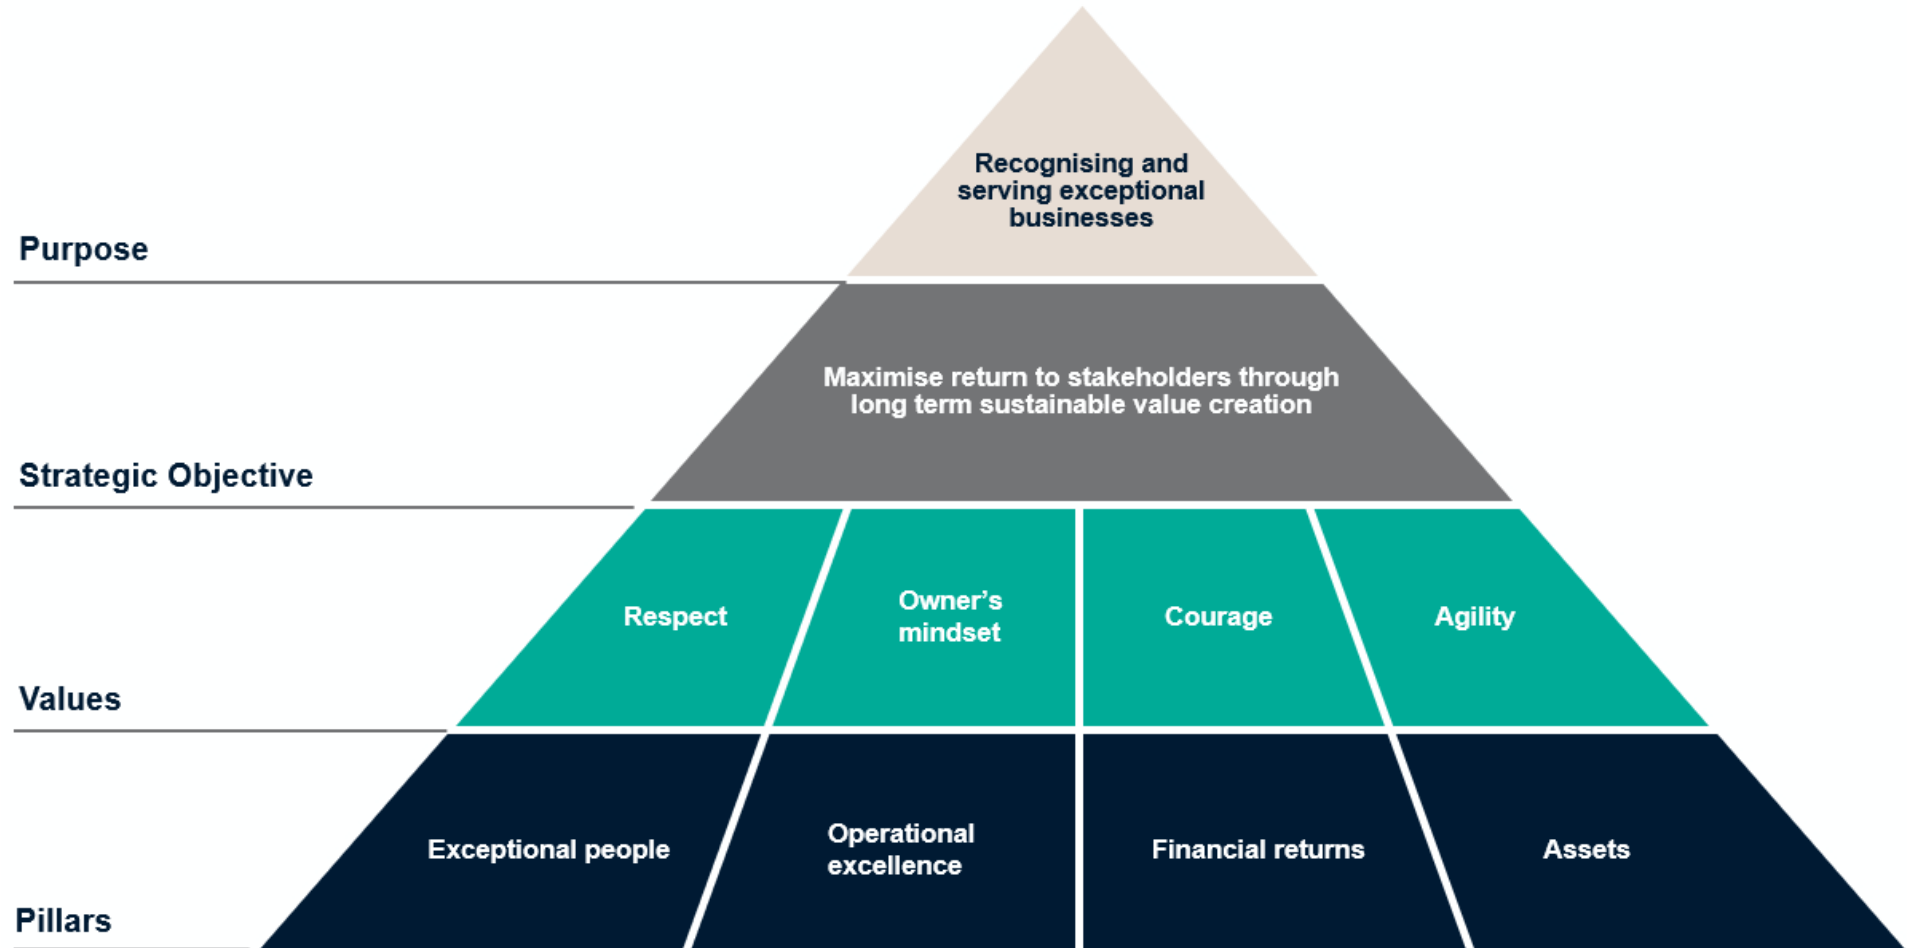 Recognising and
serving exceptional
businesses
Purpose
Maximise return to stakeholders through
long term sustainable value creation
Strategic Objective
Respect
Owner’s
mindset
Courage
Agility
Values
Exceptional people
Operational
excellence
Financial returns
Assets
Pillars